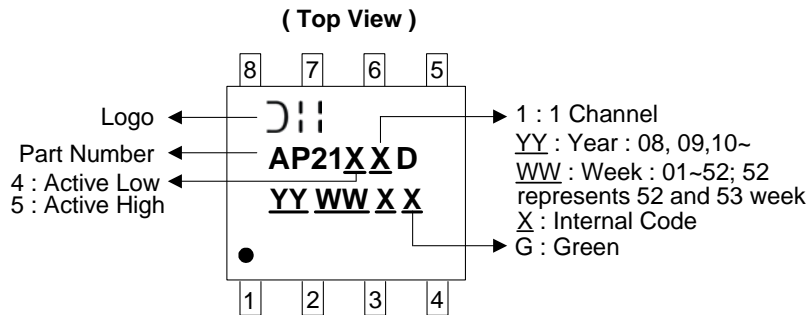 ( Top View )
8 7 6 5
Logo
Part Number
4 : Active Low
5 : Active High
AP21XXD
YY WW X X
1 : 1 Channel
YY : Year : 08, 09,10~
WW : Week : 01~52; 52
represents 52 and 53 week
X : Internal Code
G : Green
1 2 3 4